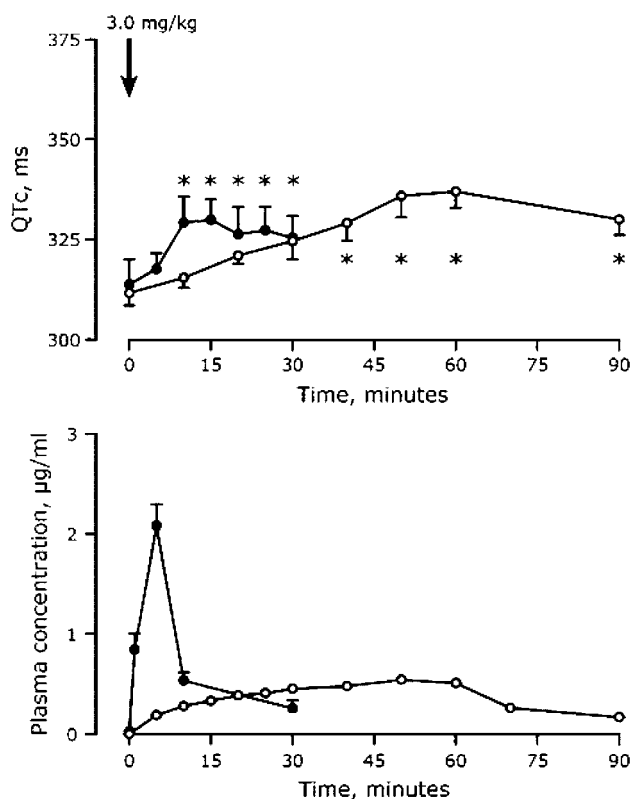 3.0 mg/kg
375
350
325
300
QTc, ms
* * * * *
* * * *
0 15 30 45 60 75 90
Time, minutes
3
2
1
0
Plasma concentration, µg/ml
0 15 30 45 60 75 90
Time, minutes